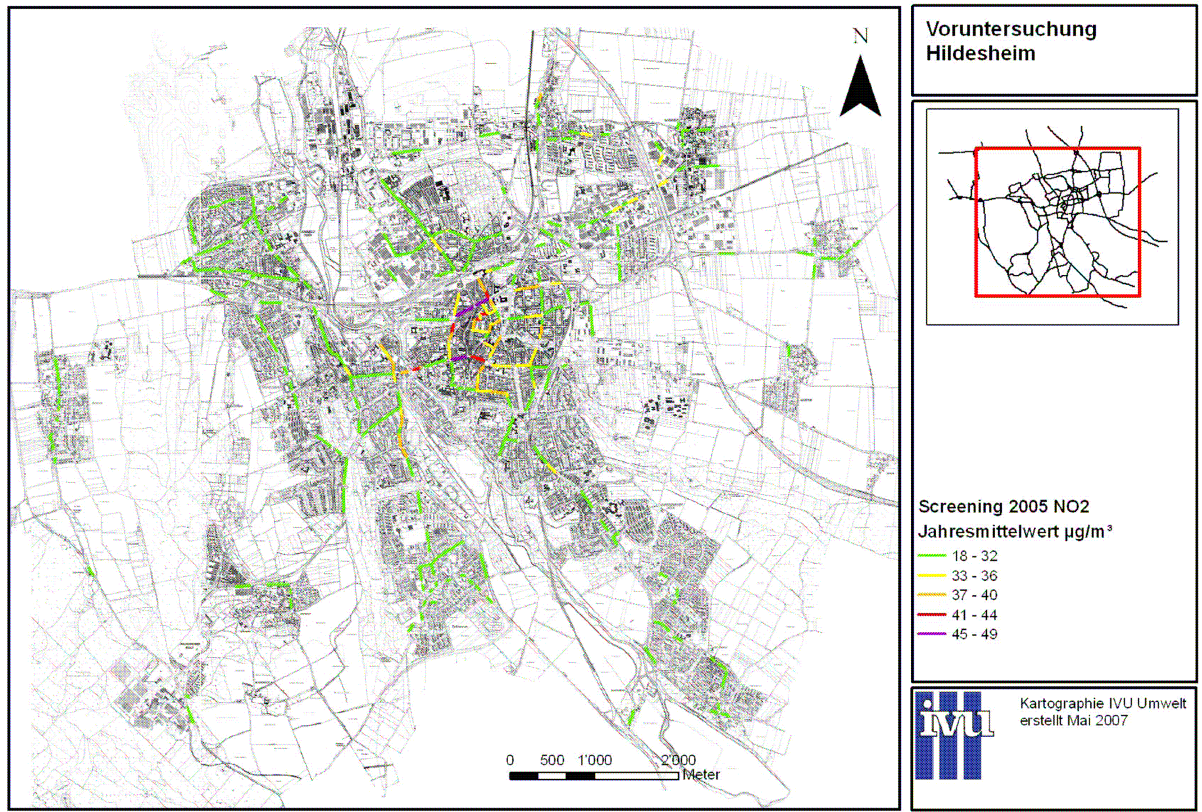 N
0 500 1'000 2'000
Meter
Voruntersuchung
Hildesheim
Screening 2005 NO2
Jahresmittelwert µg/m³
18 - 32
33 - 36
37 - 40
41 - 44
45 - 49
ivu
Kartographie IVU Umwelt
erstellt Mai 2007